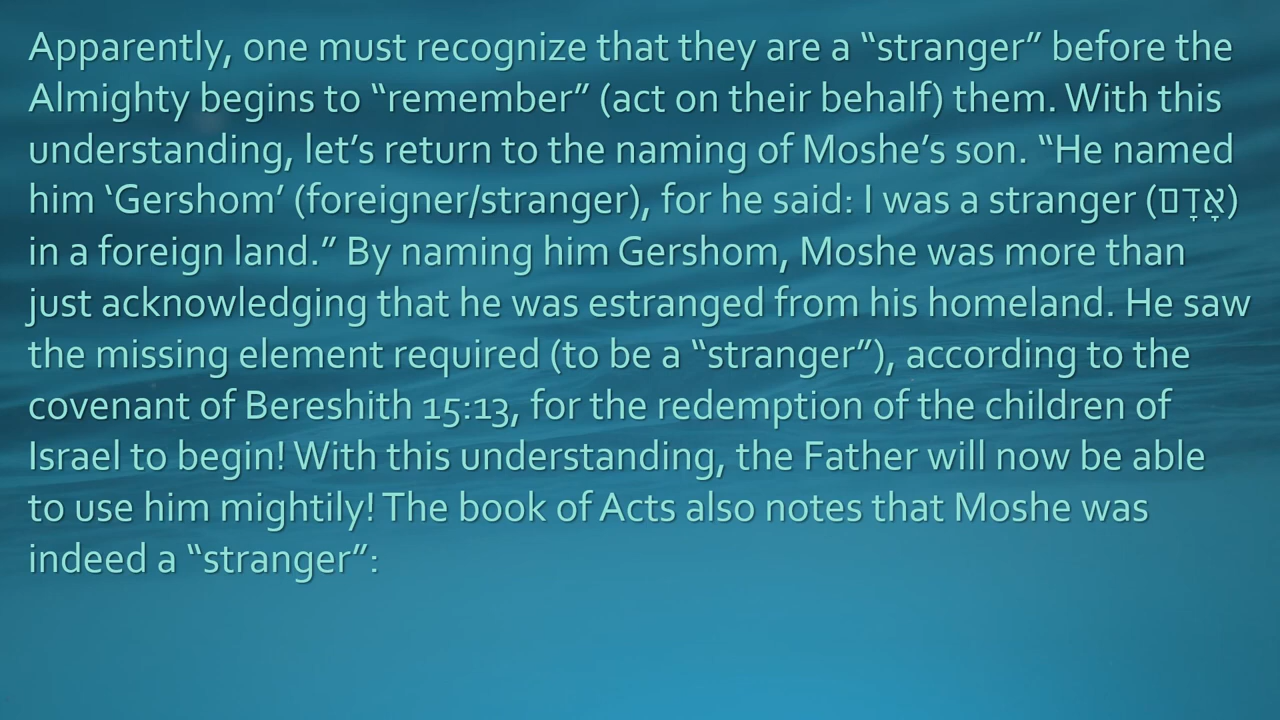 Apparently, one must recognize that they are a “stranger” before the
Almighty begins to “remember” (act on their behalf) them. With this
understanding, let’s return to the naming of Moshe’s son. “He named
him ‘Gershom’ (foreigner/stranger), for he said: I was a stranger (אָדָם)
in a foreign land.” By naming him Gershom, Moshe was more than
just acknowledging that he was estranged from his homeland. He saw
the missing element required (to be a “stranger”), according to the
covenant of Bereshith 15:13, for the redemption of the children of
Israel to begin! With this understanding, the Father will now be able
to use him mightily! The book of Acts also notes that Moshe was
indeed a “stranger”: